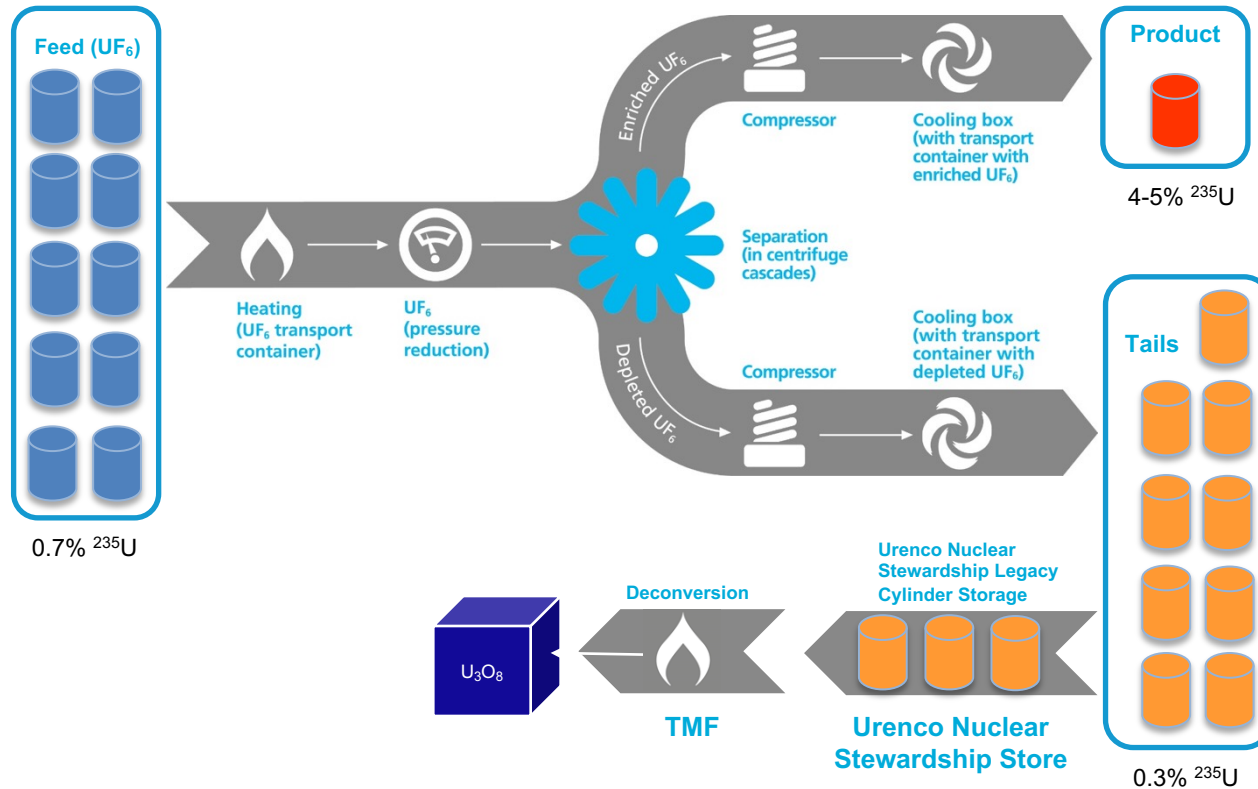 Feed (UF₆)
0.7% ²³⁵U
Heating
(UF₆ transport
container)
UF₆
(pressure
reduction)
Enriched UF₆
Depleted UF₆
Separation
(in centrifuge
cascades)
Compressor
Cooling box
(with transport
container with
enriched UF₆)
Product
4-5% ²³⁵U
Compressor
Cooling box
(with transport
container with
depleted UF₆)
Tails
0.3% ²³⁵U
Urenco Nuclear
Stewardship Legacy
Cylinder Storage
Urenco Nuclear
Stewardship Store
Deconversion
TMF
U₃O₈